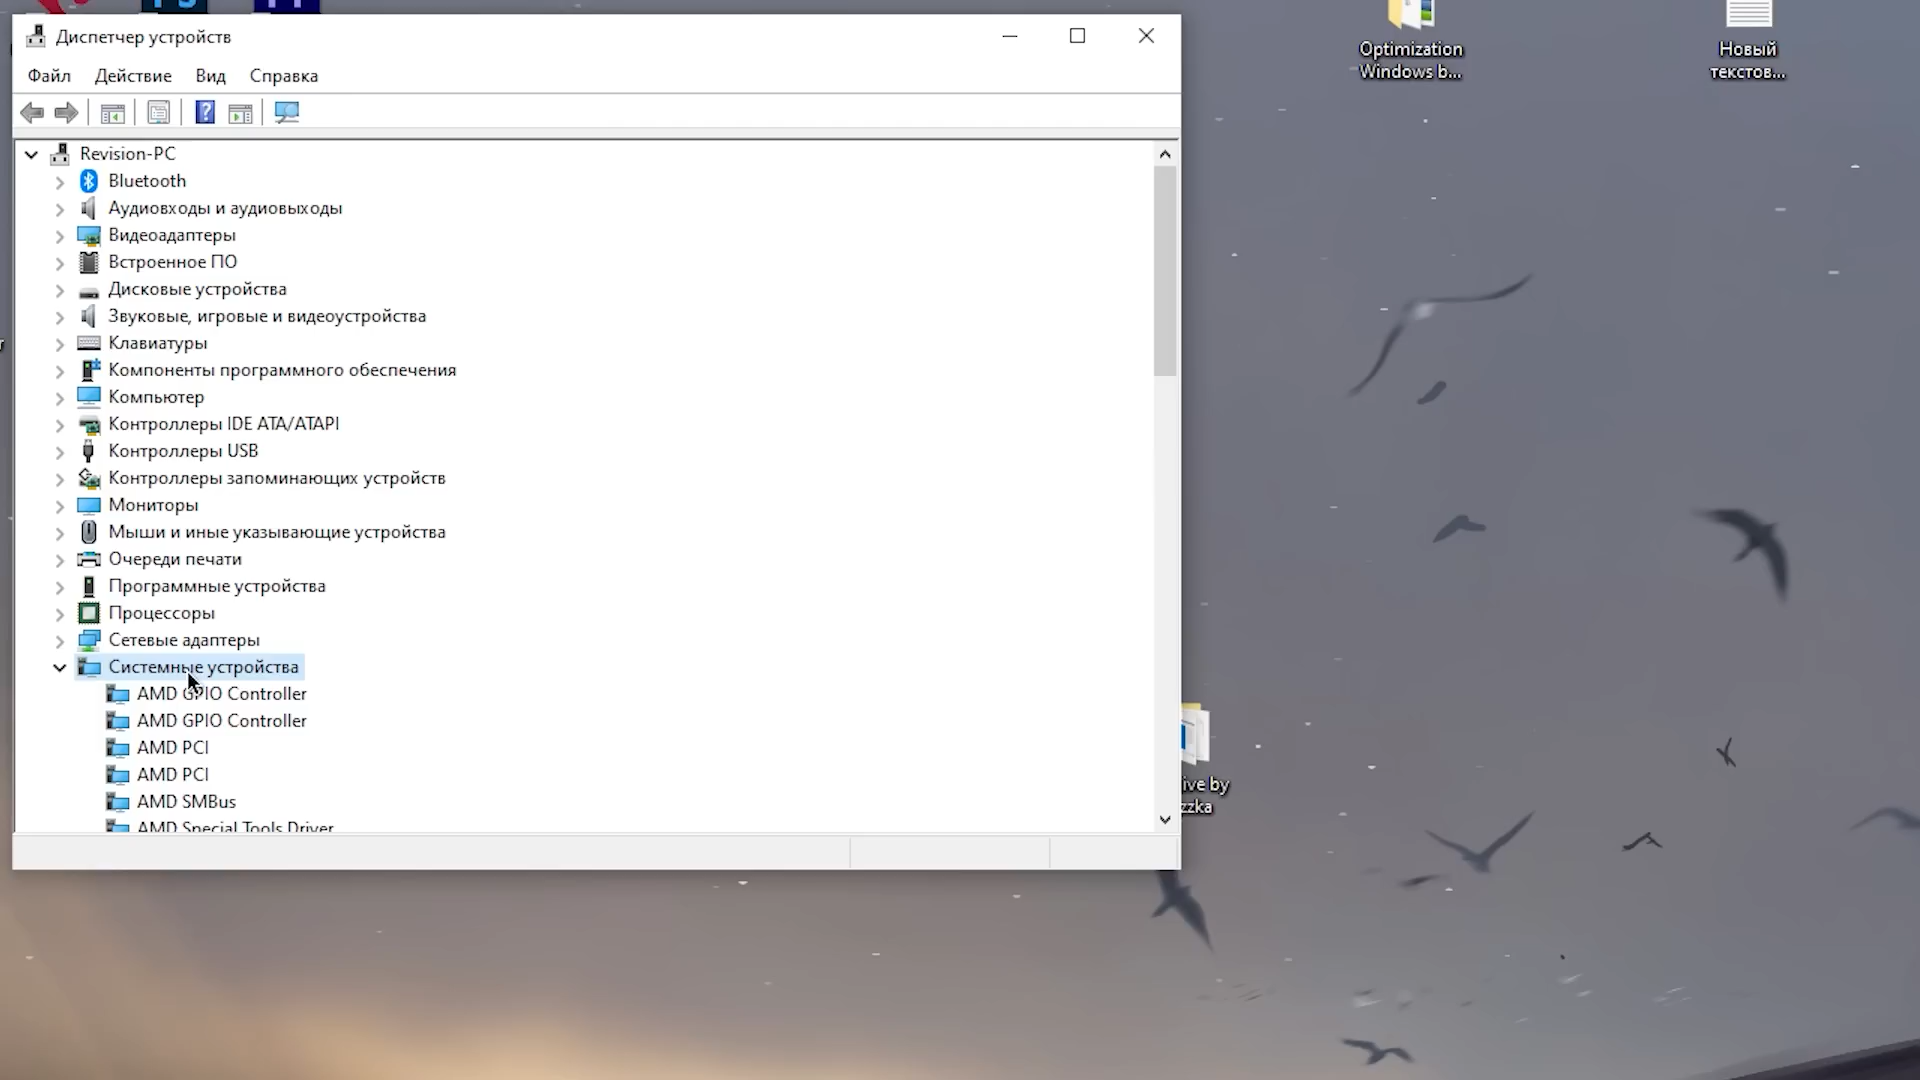 Диспетчер устройств
Файл Действие Вид Справка
Revision-PC
Bluetooth
Аудиовходы и аудиовыходы
Видеоадаптеры
Встроенное ПО
Дисковые устройства
Звуковые, игровые и видеоустройства
Клавиатуры
Компоненты программного обеспечения
Компьютер
Контроллеры IDE ATA/ATAPI
Контроллеры USB
Контроллеры запоминающих устройств
Мониторы
Мыши и иные указывающие устройства
Очереди печати
Программные устройства
Процессоры
Сетевые адаптеры
Системные устройства
AMD GPIO Controller
AMD GPIO Controller
AMD PCI
AMD PCI
AMD SMBus
AMD Special Tools Driver
Optimization
Windows b...
Новый
текстов...
ive by
zzka